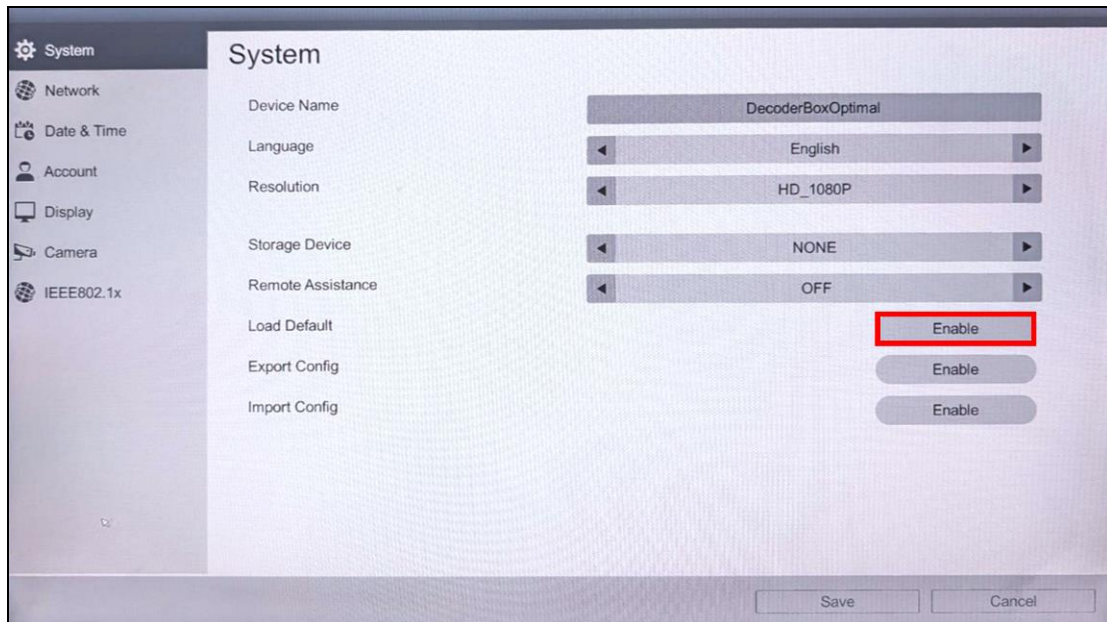 System
Network
Date & Time
Account
Display
Camera
IEEE802.1x
System
Device Name DecoderBoxOptimal
Language English
Resolution HD_1080P
Storage Device NONE
Remote Assistance OFF
Load Default Enable
Export Config Enable
Import Config Enable
Save Cancel